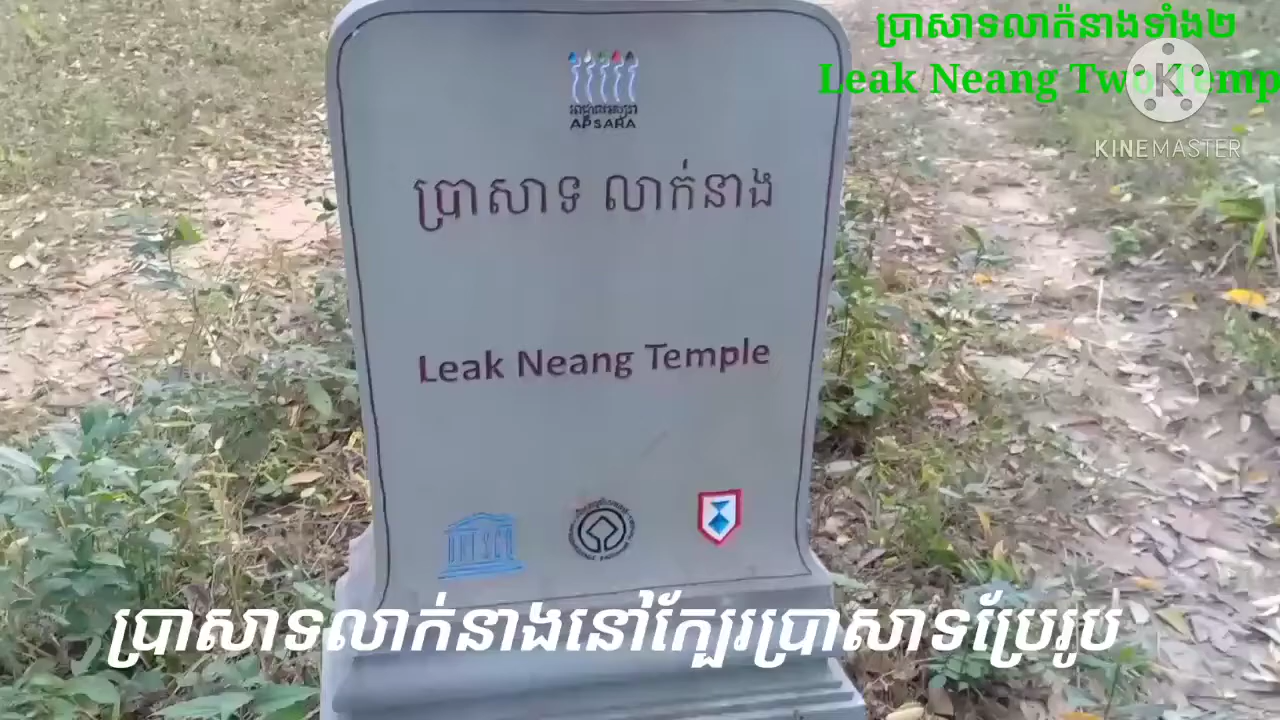 ប្រាសាទលាក៉នាងទាំង២
Leak Neang Two Temp
KINEMASTER
APSARA
ប្រាសាទ លាក់នាង
Leak Neang Temple
ប្រាសាទលាក់នាងនៅក្បែរប្រាសាទប្រែរូប